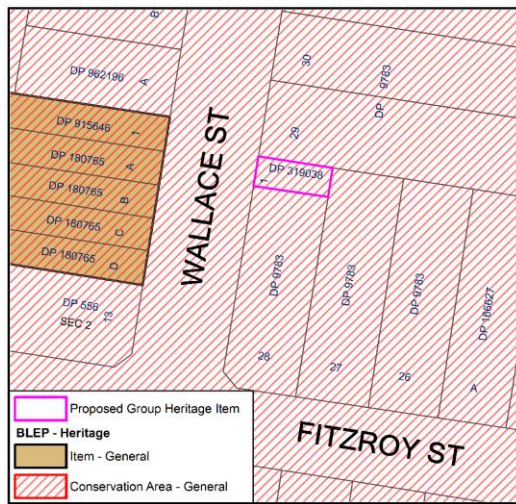 B
DP 962196
A
DP 915646
1
DP 180765
A
DP 180765
B
DP 180765
C
DP 180765
D
DP 556
13
SEC 2
WALLACE ST
30
DP 9783
29
DP 319038
1
DP 9783
28
DP 9783
27
DP 9783
26
DP 166627
A
FITZROY ST
Proposed Group Heritage Item
BLEP - Heritage
Item - General
Conservation Area - General